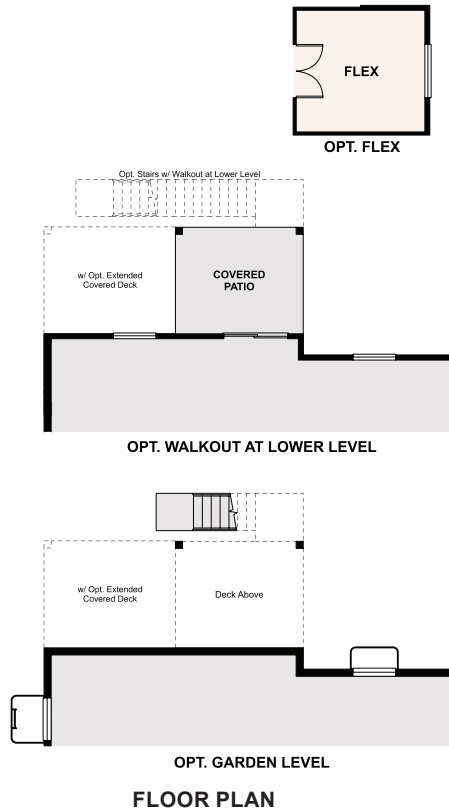 FLEX
OPT. FLEX
Opt. Stairs w/ Walkout at Lower Level
w/ Opt. Extended
Covered Deck
COVERED
PATIO
OPT. WALKOUT AT LOWER LEVEL
w/ Opt. Extended
Covered Deck
Deck Above
OPT. GARDEN LEVEL
FLOOR PLAN